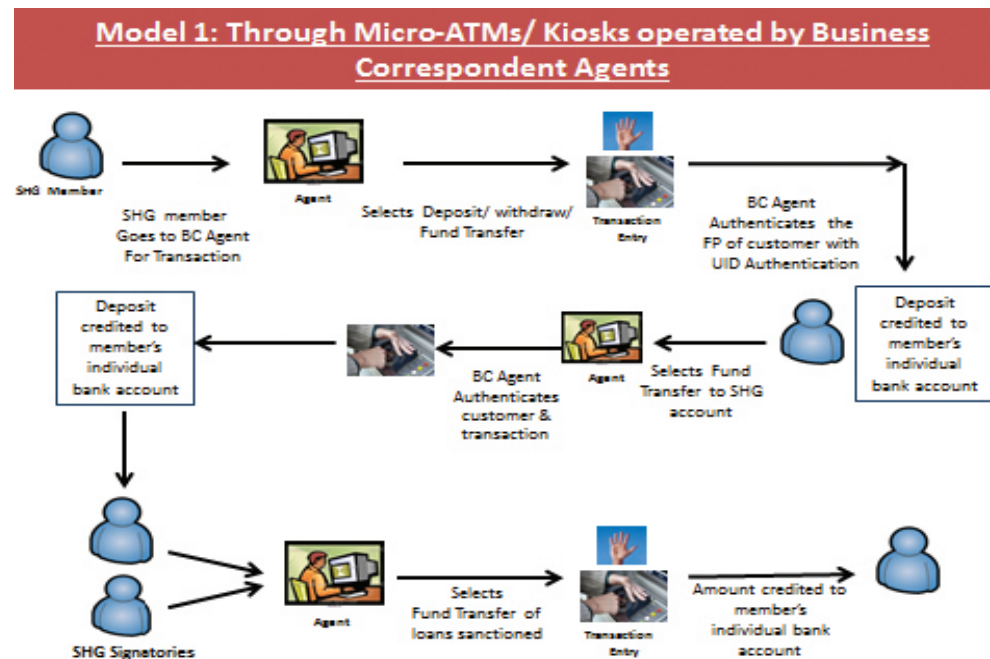 Model 1: Through Micro-ATMs/ Kiosks operated by Business
Correspondent Agents
SHG Member
SHG member
Goes to BC Agent
For Transaction
Agent
Selects Deposit/ withdraw/
Fund Transfer
Transaction
Entry
BC Agent
Authenticates the
FP of customer with
UID Authentication
Deposit
credited to
member's
individual
bank account
Selects Fund
Transfer to SHG
account
Agent
BC Agent
Authenticates
customer &
transaction
Deposit
credited to
member's
individual
bank account
SHG Signatories
Agent
Selects
Fund Transfer of
loans sanctioned
Transaction
Entry
Amount credited to
member's
individual bank
account